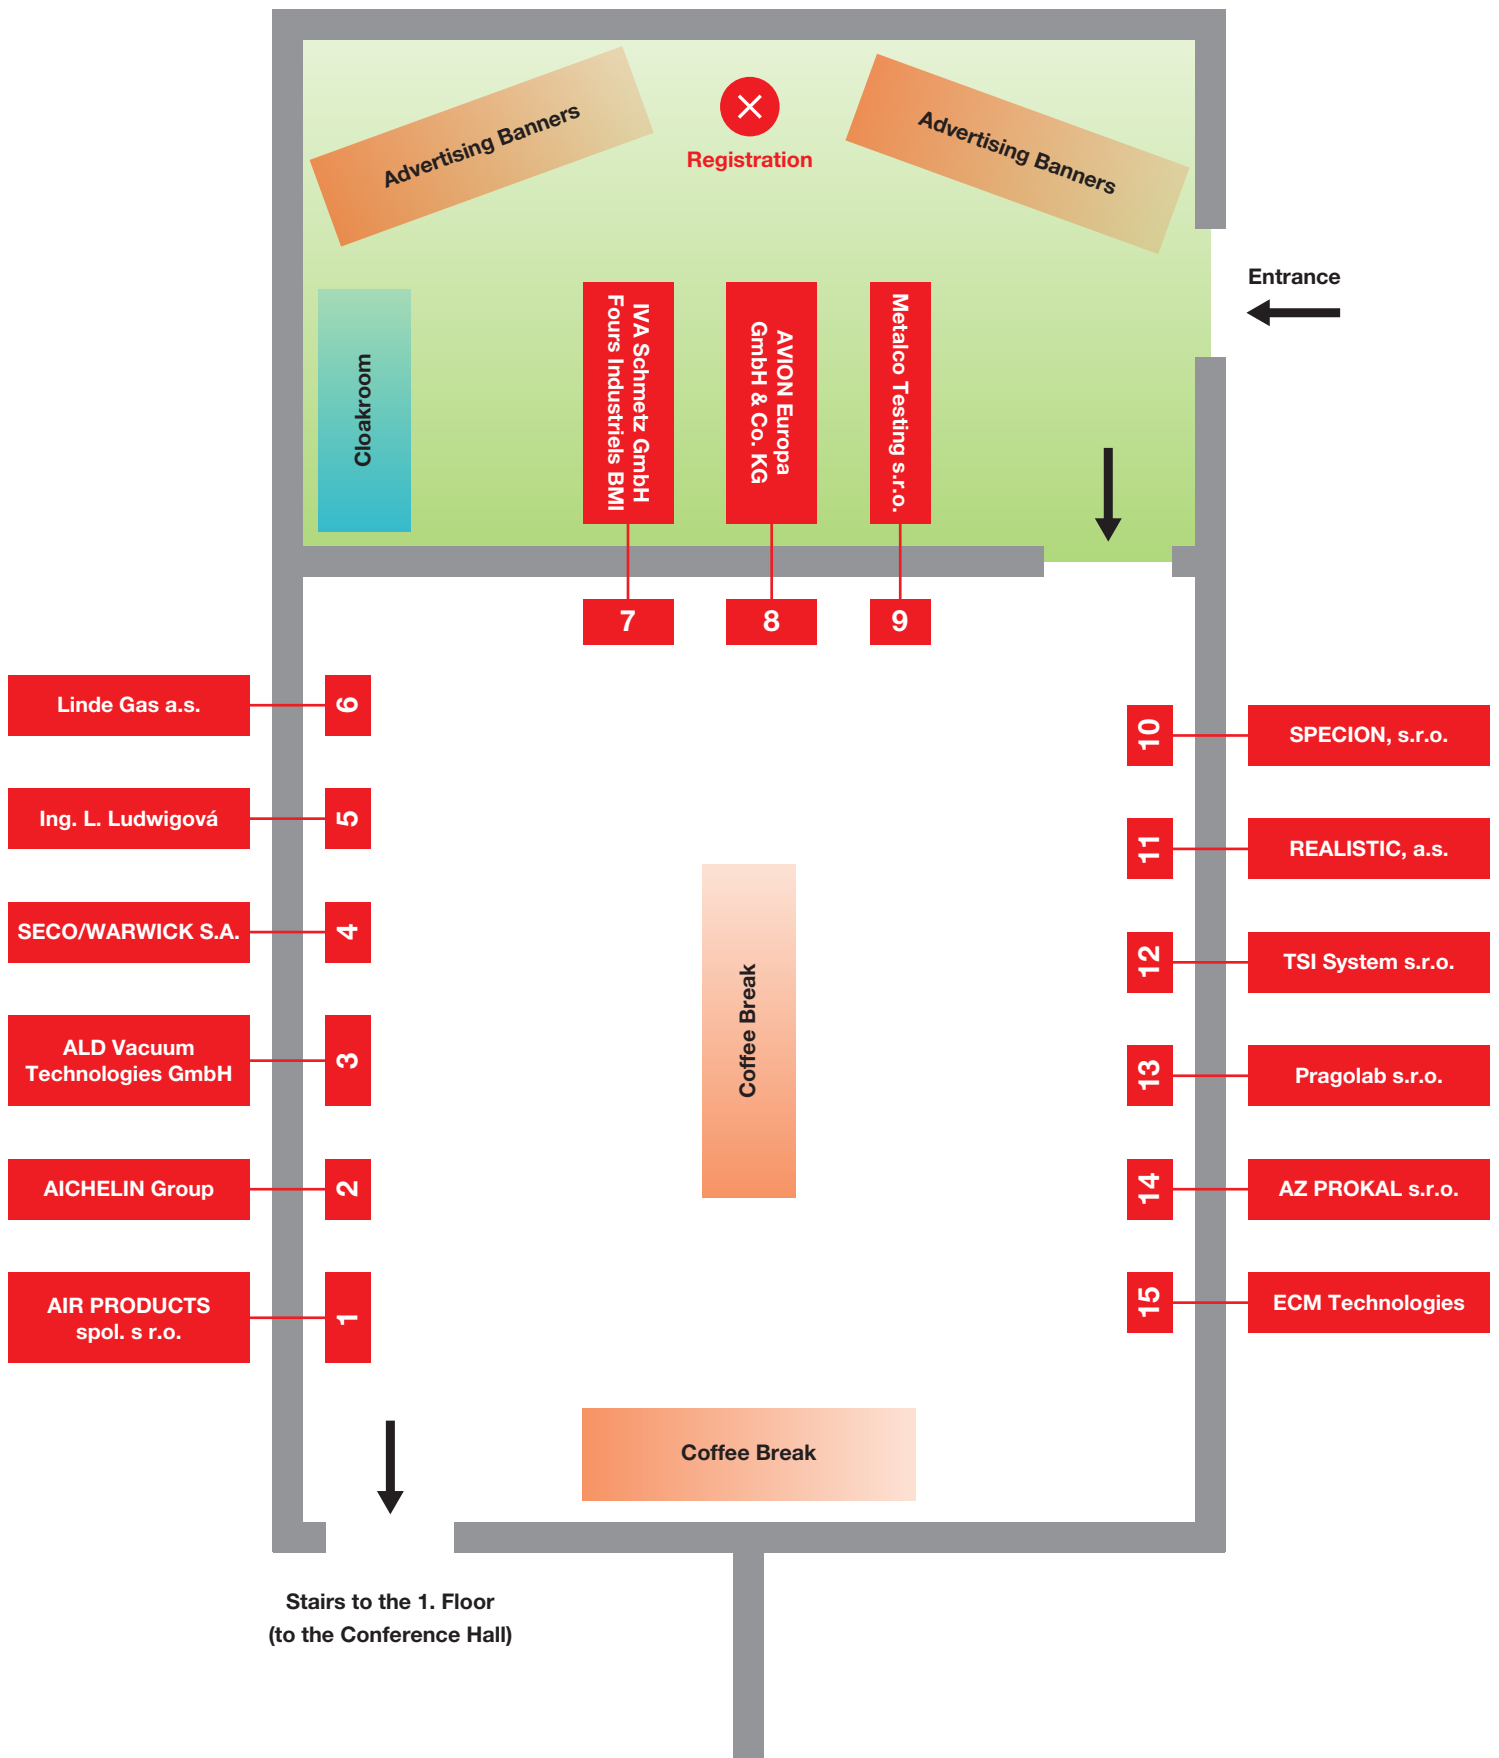 Advertising Banners
Registration
Advertising Banners
Entrance
Cloakroom
IVA Schmetz GmbH
Fours Industriels BMI
AVION Europa
GmbH & Co. KG
Metalco Testing s.r.o.
7
8
9
Linde Gas a.s.
6
Ing. L. Ludwigová
5
SECO/WARWICK S.A.
4
ALD Vacuum
Technologies GmbH
3
AICHELIN Group
2
AIR PRODUCTS
spol. s r.o.
1
10
SPECION, s.r.o.
11
REALISTIC, a.s.
12
TSI System s.r.o.
13
Pragolab s.r.o.
14
AZ PROKAL s.r.o.
15
ECM Technologies
Coffee Break
Coffee Break
Stairs to the 1. Floor
(to the Conference Hall)